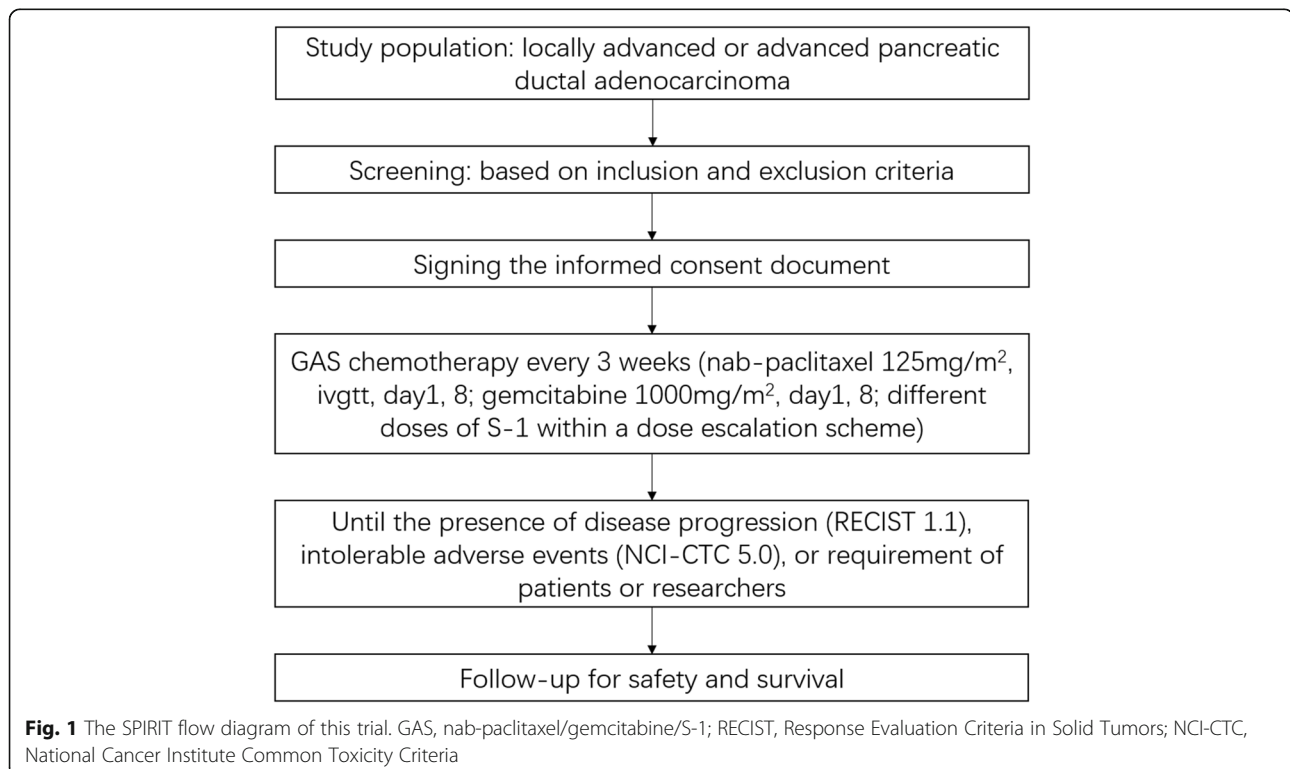 Study population: locally advanced or advanced pancreatic
ductal adenocarcinoma
Screening: based on inclusion and exclusion criteria
Signing the informed consent document
GAS chemotherapy every 3 weeks (nab-paclitaxel 125mg/m²,
ivgtt, day1, 8; gemcitabine 1000mg/m², day1, 8; different
doses of S-1 within a dose escalation scheme)
Until the presence of disease progression (RECIST 1.1),
intolerable adverse events (NCI-CTC 5.0), or requirement of
patients or researchers
Follow-up for safety and survival
Fig. 1 The SPIRIT flow diagram of this trial. GAS, nab-paclitaxel/gemcitabine/S-1; RECIST, Response Evaluation Criteria in Solid Tumors; NCI-CTC,
National Cancer Institute Common Toxicity Criteria